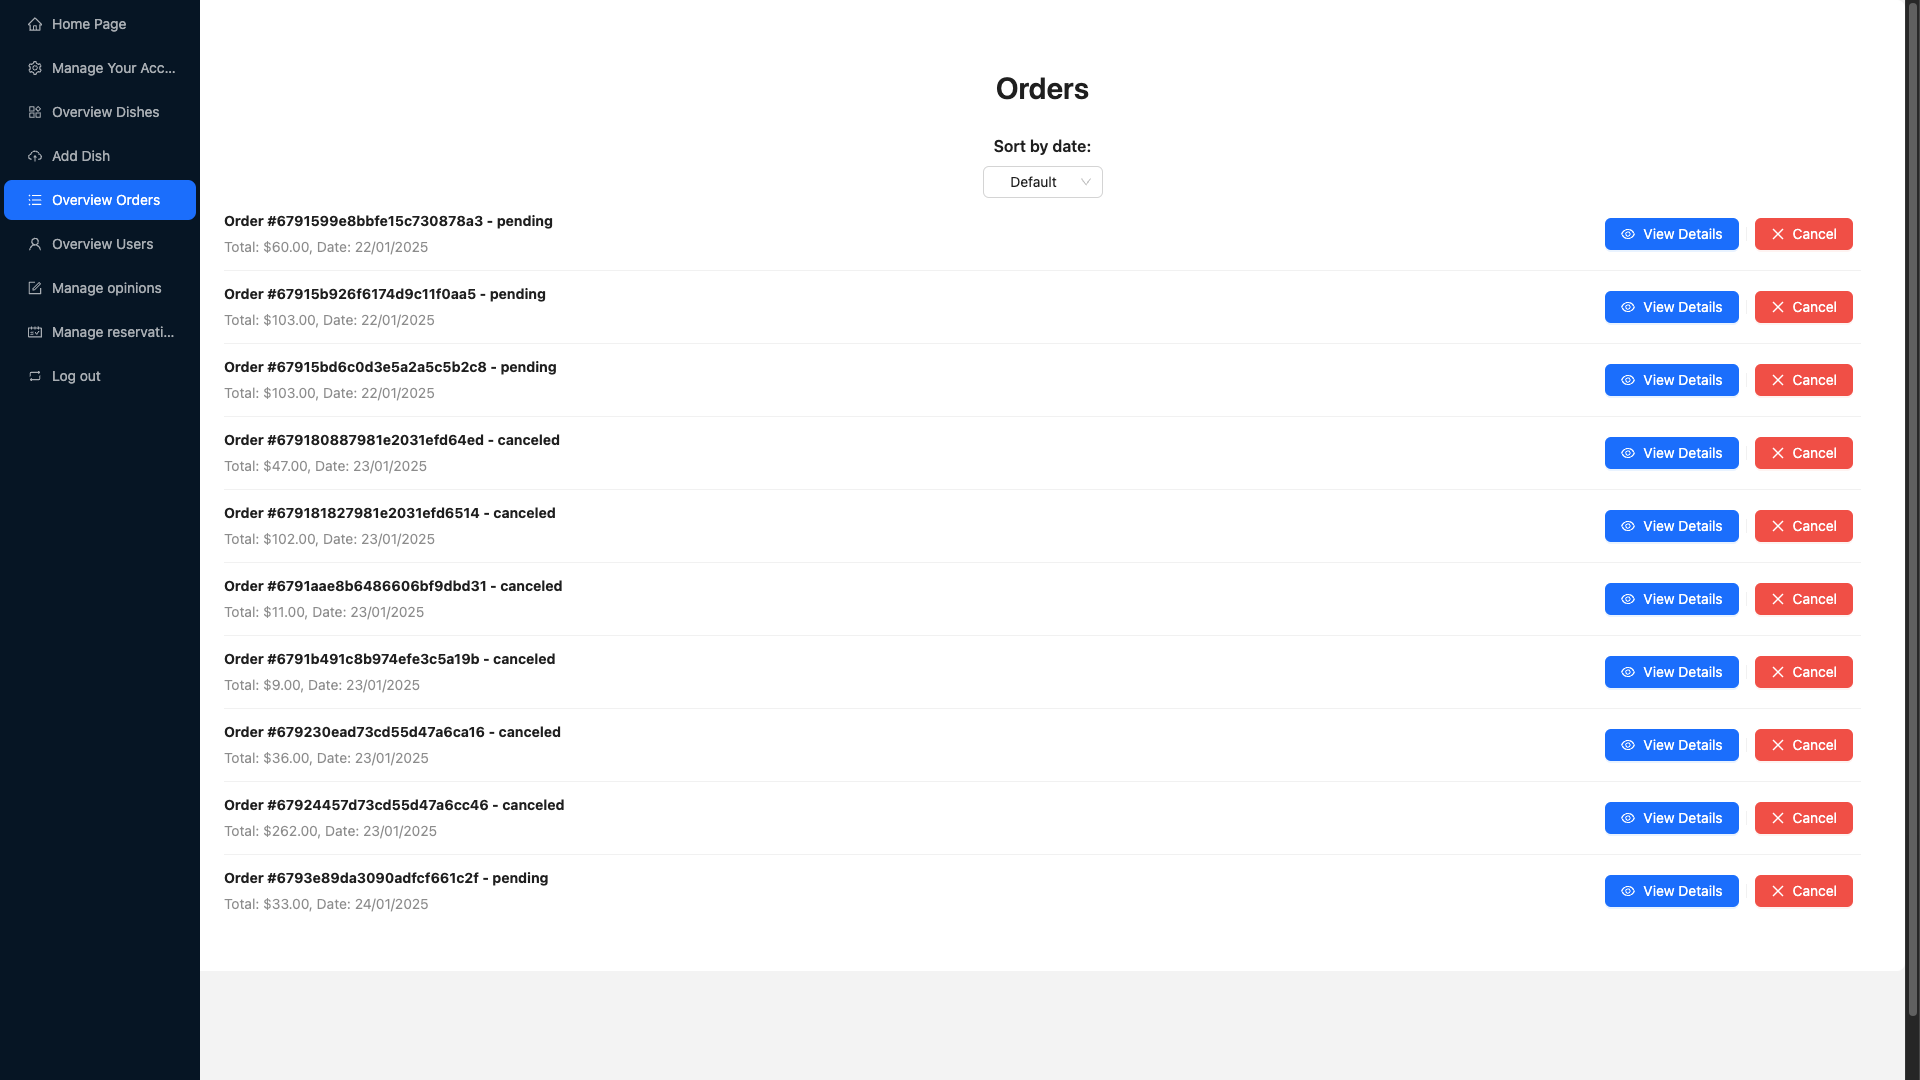 Home Page
Manage Your Acc...
Overview Dishes
Add Dish
Overview Orders
Overview Users
Manage opinions
Manage reservati...
Log out
Orders
Sort by date:
Default
Order #6791599e8bbfe15c730878a3 - pending
Total: $60.00, Date: 22/01/2025
View Details
Cancel
Order #67915b926f6174d9c11f0aa5 - pending
Total: $103.00, Date: 22/01/2025
View Details
Cancel
Order #67915bd6c0d3e5a2a5c5b2c8 - pending
Total: $103.00, Date: 22/01/2025
View Details
Cancel
Order #679180887981e2031efd64ed - canceled
Total: $47.00, Date: 23/01/2025
View Details
Cancel
Order #679181827981e2031efd6514 - canceled
Total: $102.00, Date: 23/01/2025
View Details
Cancel
Order #6791aae8b6486606bf9dbd31 - canceled
Total: $11.00, Date: 23/01/2025
View Details
Cancel
Order #6791b491c8b974efe3c5a19b - canceled
Total: $9.00, Date: 23/01/2025
View Details
Cancel
Order #679230ead73cd55d47a6ca16 - canceled
Total: $36.00, Date: 23/01/2025
View Details
Cancel
Order #67924457d73cd55d47a6cc46 - canceled
Total: $262.00, Date: 23/01/2025
View Details
Cancel
Order #6793e89da3090adfcf661c2f - pending
Total: $33.00, Date: 24/01/2025
View Details
Cancel